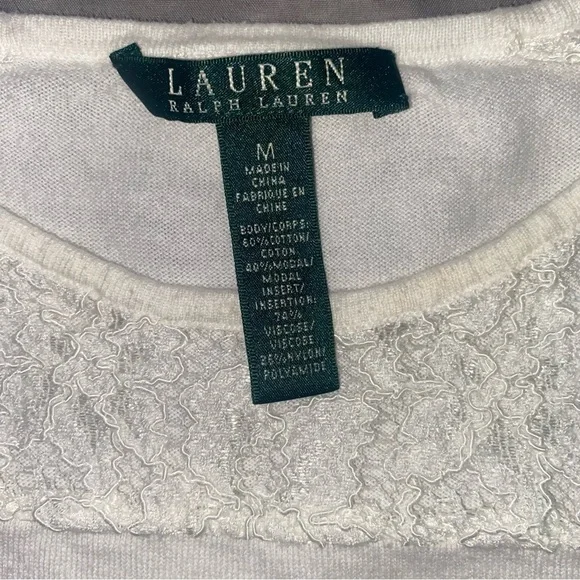 LAUREN
RALPH LAUREN
M
MADE IN
CHINA
FABRIQUE EN
CHINE
BODY/CORPS:
60%COTTON/
COTON
40%MODAL/
MODAL
INSERT/
INSERTION:
74%
VISCOSE/
VISCOSE
26%NYLON/
POLYAMIDE